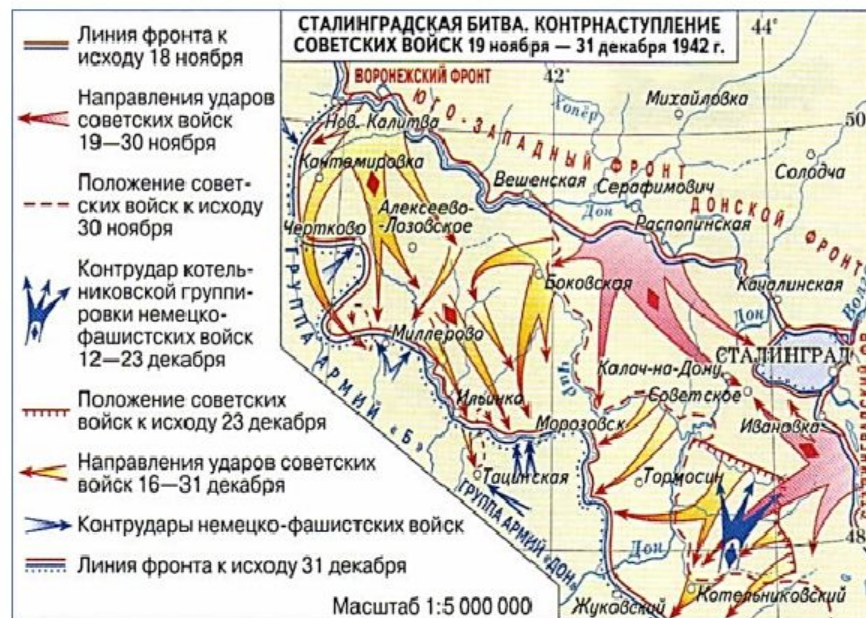 СТАЛИНГРАДСКАЯ БИТВА. КОНТРНАСТУПЛЕНИЕ
СОВЕТСКИХ ВОЙСК 19 ноября — 31 декабря 1942 г.
44°
42°
50
48
Линия фронта к
исходу 18 ноября
Направления ударов
советских войск
19—30 ноября
Положение совет-
ских войск к исходу
30 ноября
Контрудар котель-
никовской группи-
ровки немецко-
фашистских войск
12—23 декабря
Положение советских
войск к исходу 23 декабря
Направления ударов советских
войск 16—31 декабря
Контрудары немецко-фашистских войск
Линия фронта к исходу 31 декабря
Масштаб 1:5 000 000
ВОРОНЕЖСКИЙ ФРОНТ
ЮГО-ЗАПАДНЫЙ ФРОНТ
ДОНСКОЙ ФРОНТ
СТАЛИНГРАДСКИЙ
ГРУППА АРМИЙ „Б“
ГРУППА АРМИЙ „ДОН“
Хопёр
Михайловка
Нов. Калитва
Солодча
Кантемировка
Вешенская
Серафимович
Дон
Распопинская
Алексеево-
Лозовское
Чертково
Боковская
Качалинская
Дон
Миллерово
СТАЛИНГРАД
Чир
Калач-на-Дону
Советское
Ильинка
Морозовск
Ивановка
Тацинская
Тормосин
Дон
Жуковский
Котельниковский